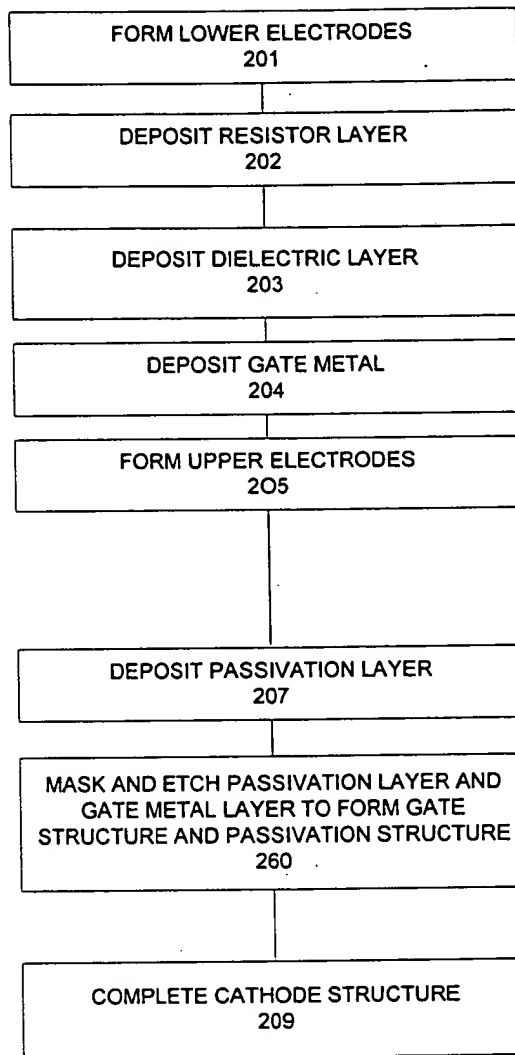 FORM LOWER ELECTRODES
201
DEPOSIT RESISTOR LAYER
202
DEPOSIT DIELECTRIC LAYER
203
DEPOSIT GATE METAL
204
FORM UPPER ELECTRODES
2O5
DEPOSIT PASSIVATION LAYER
207
MASK AND ETCH PASSIVATION LAYER AND
GATE METAL LAYER TO FORM GATE
STRUCTURE AND PASSIVATION STRUCTURE
260
COMPLETE CATHODE STRUCTURE
209